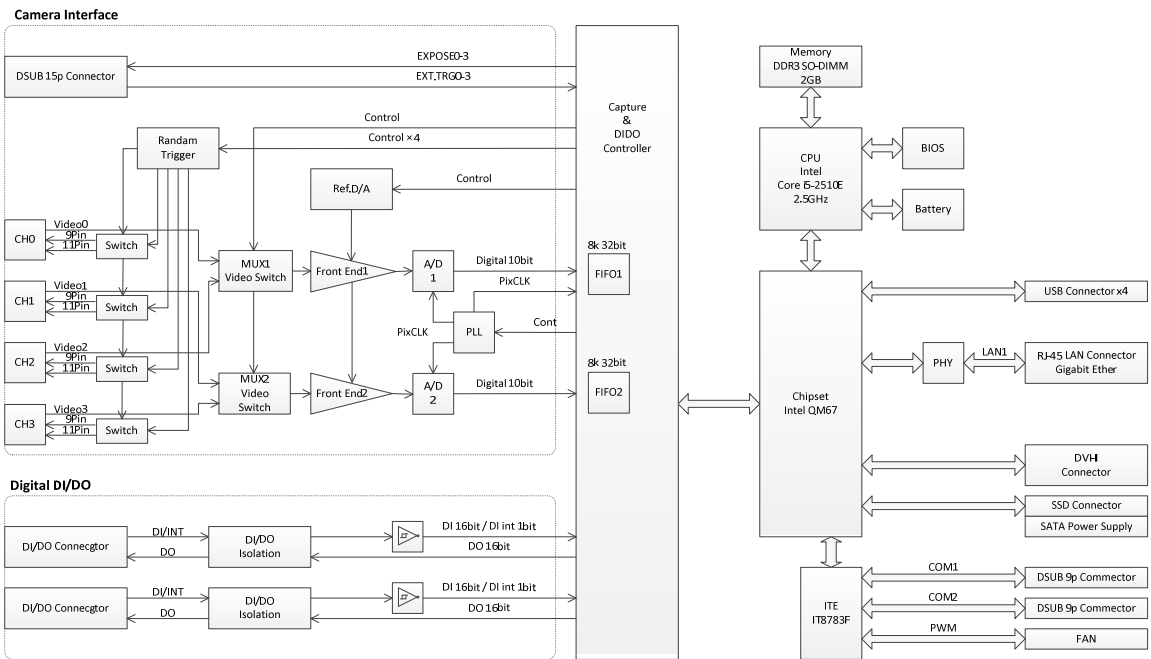 Camera Interface
DSUB 15p Connector
EXPOSE0-3
EXT.TRG0-3
Capture
&
DIDO
Controller
Control
Control ×4
Randam
Trigger
Ref.D/A
Control
CH0
Video0
9Pin
11Pin
Switch
CH1
Video1
9Pin
11Pin
Switch
CH2
Video2
9Pin
11Pin
Switch
CH3
Video3
9Pin
11Pin
Switch
MUX1
Video Switch
Front End1
A/D
1
Digital 10bit
PixCLK
8k 32bit
FIFO1
PixCLK
PLL
Cont
MUX2
Video
Switch
Front End2
A/D
2
Digital 10bit
8k 32bit
FIFO2
Digital DI/DO
DI/DO Connecgtor
DI/INT
DO
DI/DO
Isolation
DI 16bit / DI int 1bit
DO 16bit
DI/DO Connecgtor
DI/INT
DO
DI/DO
Isolation
DI 16bit / DI int 1bit
DO 16bit
Memory
DDR3 SO-DIMM
2GB
CPU
Intel
Core i5-2510E
2.5GHz
BIOS
Battery
Chipset
Intel QM67
USB Connector x4
PHY
LAN1
RJ-45 LAN Connector
Gigabit Ether
DVI-I
Connector
SSD Connector
SATA Power Supply
ITE
IT8783F
COM1
DSUB 9p Commector
COM2
DSUB 9p Commector
PWM
FAN